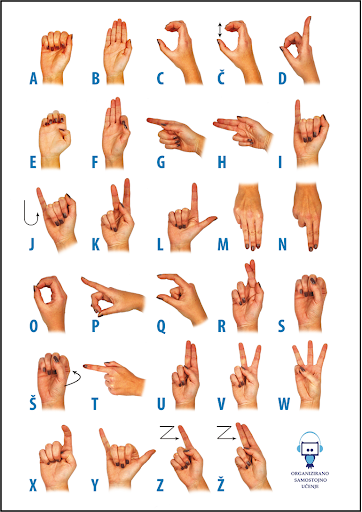 A B C Č D
E F G H I
J K L M N
O P Q R S
Š T U V W
X Y Z Ž
ORGANIZIRANO
SAMOSTOJNO
UČENJE